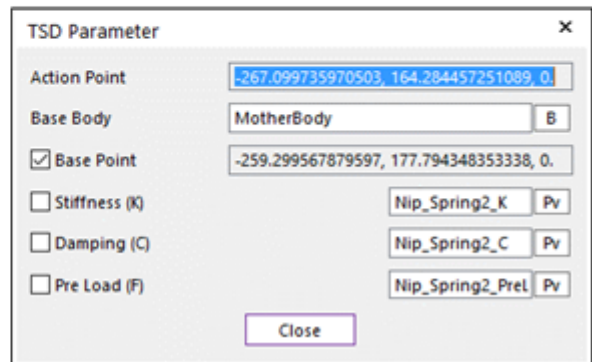 TSD Parameter
Action Point -267.099735970503, 164.284457251089, 0.
Base Body MotherBody B
Base Point -259.299567879597, 177.794348353338, 0.
Stiffness (K) Nip_Spring2_K Pv
Damping (C) Nip_Spring2_C Pv
Pre Load (F) Nip_Spring2_PreL Pv
Close